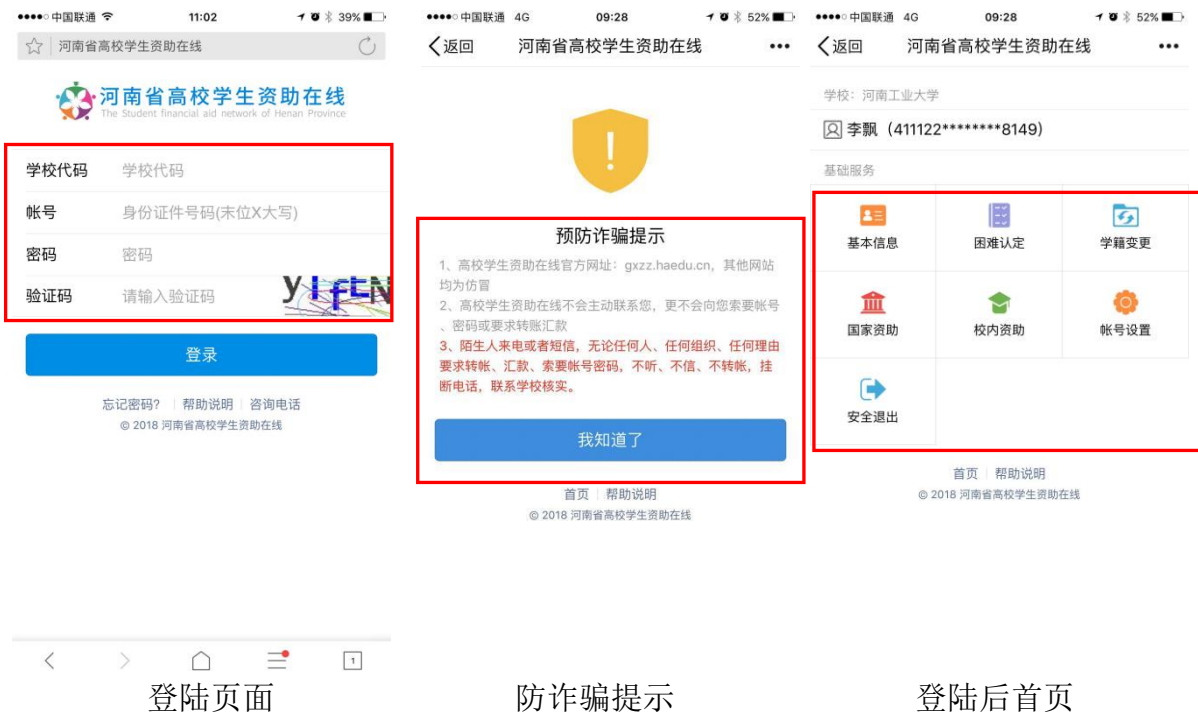 中国联通
11:02
39%
河南省高校学生资助在线
河南省高校学生资助在线
The Student financial aid network of Henan Province
学校代码 学校代码
帐号 身份证件号码(末位X大写)
密码 密码
验证码 请输入验证码 yIfEN
登录
忘记密码? 帮助说明 咨询电话
© 2018 河南省高校学生资助在线
1
登陆页面
中国联通 4G 09:28 52%
返回 河南省高校学生资助在线
预防诈骗提示
1、高校学生资助在线官方网址：gxzz.haedu.cn，其他网站
均为仿冒
2、高校学生资助在线不会主动联系您，更不会向您索要帐号
、密码或要求转账汇款
3、陌生人来电或者短信，无论任何人、任何组织、任何理由
要求转帐、汇款、索要帐号密码，不听、不信、不转帐，挂
断电话，联系学校核实。
我知道了
首页 帮助说明
© 2018 河南省高校学生资助在线
防诈骗提示
中国联通 4G 09:28 52%
返回 河南省高校学生资助在线
学校：河南工业大学
李飘（411122********8149）
基础服务
基本信息 困难认定 学籍变更
国家资助 校内资助 帐号设置
安全退出
首页 帮助说明
© 2018 河南省高校学生资助在线
登陆后首页